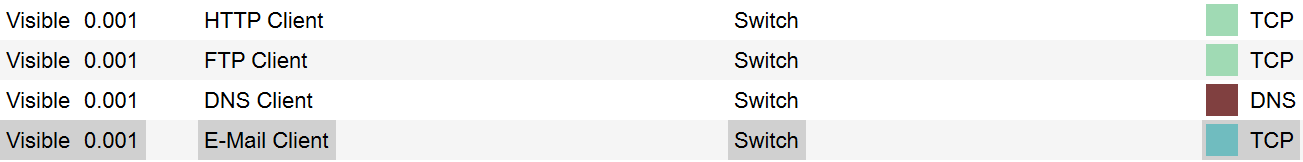 Visible 0.001 HTTP Client Switch TCP
Visible 0.001 FTP Client Switch TCP
Visible 0.001 DNS Client Switch DNS
Visible 0.001 E-Mail Client Switch TCP